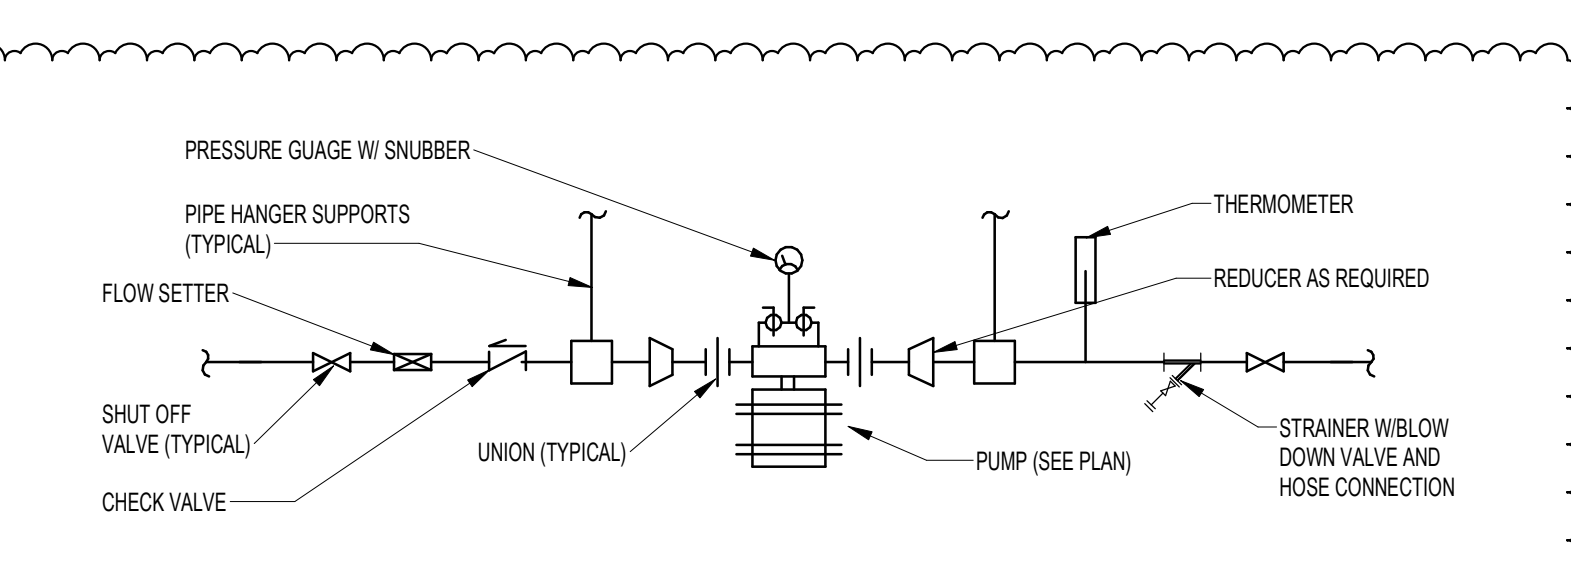 PRESSURE GUAGE W/ SNUBBER
PIPE HANGER SUPPORTS
(TYPICAL)
FLOW SETTER
SHUT OFF
VALVE (TYPICAL)
CHECK VALVE
UNION (TYPICAL)
THERMOMETER
REDUCER AS REQUIRED
PUMP (SEE PLAN)
STRAINER W/BLOW
DOWN VALVE AND
HOSE CONNECTION